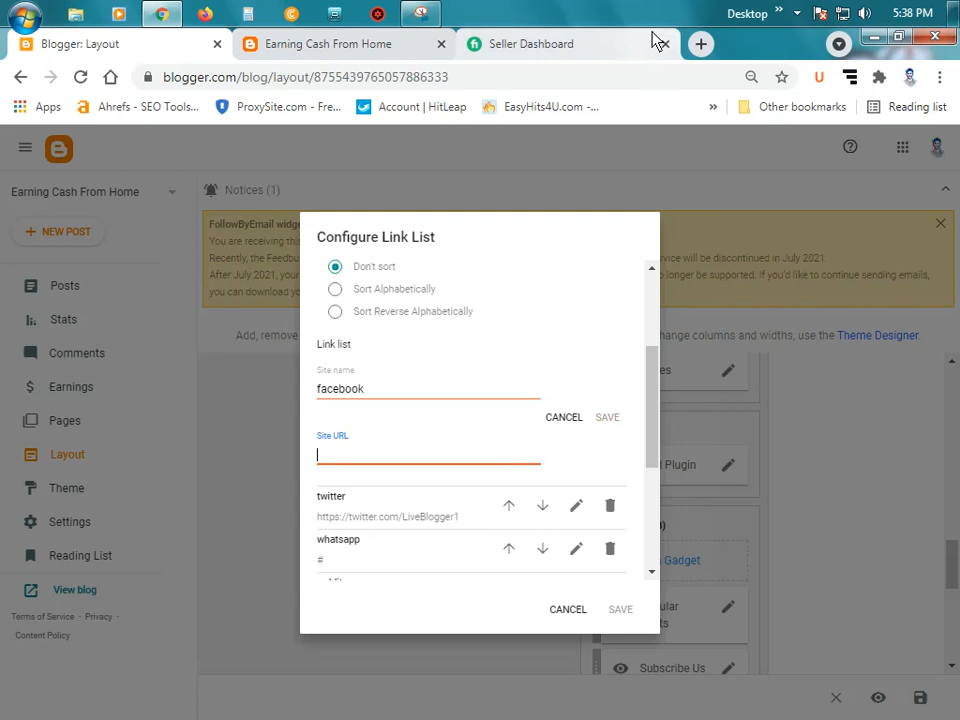 Desktop » 5:38 PM
Blogger: Layout
Earning Cash From Home
Seller Dashboard
blogger.com/blog/layout/8755439765057886333
Apps
Ahrefs - SEO Tools...
ProxySite.com - Fre...
Account | HitLeap
EasyHits4U.com -...
»
Other bookmarks
Reading list
Earning Cash From Home
Notices (1)
NEW POST
Posts
Stats
Comments
Earnings
Pages
Layout
Theme
Settings
Reading List
View blog
Terms of Service · Privacy ·
Content Policy
FollowByEmail widg
You are receiving this
Recently, the Feedbu
vice will be discontinued in July 2021
After July 2021, your
o longer be supported. If you'd like to continue sending emails,
you can download yo
Add, remove
hange columns and widths, use the Theme Designer.
Configure Link List
Don't sort
Sort Alphabetically
Sort Reverse Alphabetically
Link list
Site name
facebook
CANCEL SAVE
Site URL
twitter
https://twitter.com/LiveBlogger1
whatsapp
#
CANCEL SAVE
es
l Plugin
Gadget
ular
ts
Subscribe Us